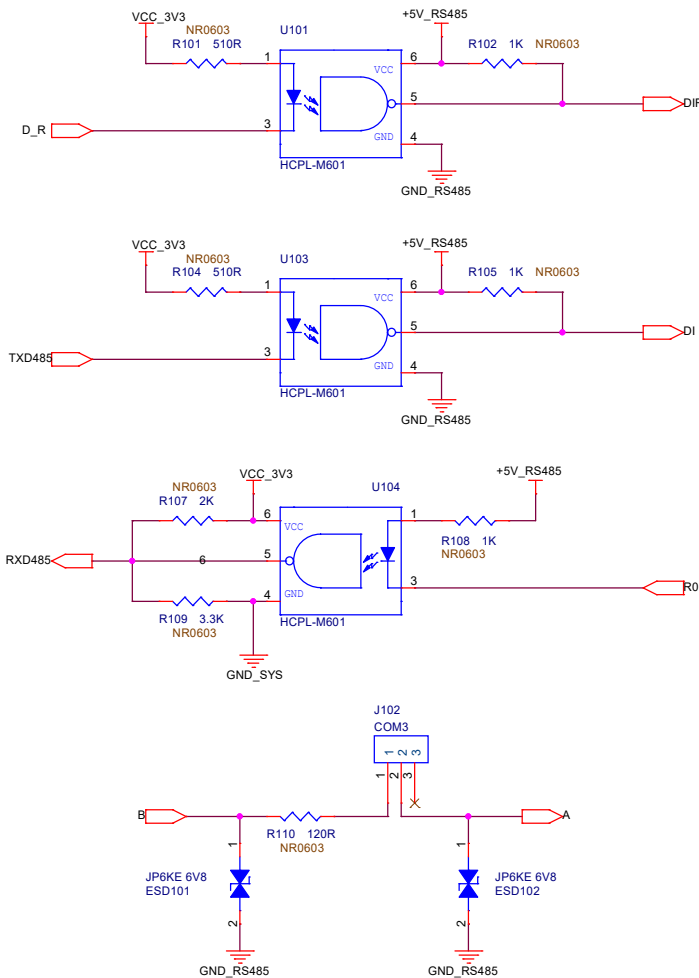 VCC_3V3
NR0603
R101 510R
U101
1
3
VCC
GND
6
5
4
HCPL-M601
+5V_RS485
R102 1K
NR0603
D_R
GND_RS485
VCC_3V3
NR0603
R104 510R
U103
1
3
VCC
GND
6
5
4
HCPL-M601
+5V_RS485
R105 1K
NR0603
TXD485
DI
GND_RS485
NR0603
R107 2K
VCC_3V3
U104
+5V_RS485
6
5
4
VCC
GND
1
3
R108 1K
NR0603
RXD485
6
R0
R109 3.3K
NR0603
HCPL-M601
GND_SYS
J102
COM3
1 2 3
1 2 3
B
R110 120R
NR0603
A
1
JP6KE 6V8
ESD101
2
GND_RS485
1
JP6KE 6V8
ESD102
2
GND_RS485